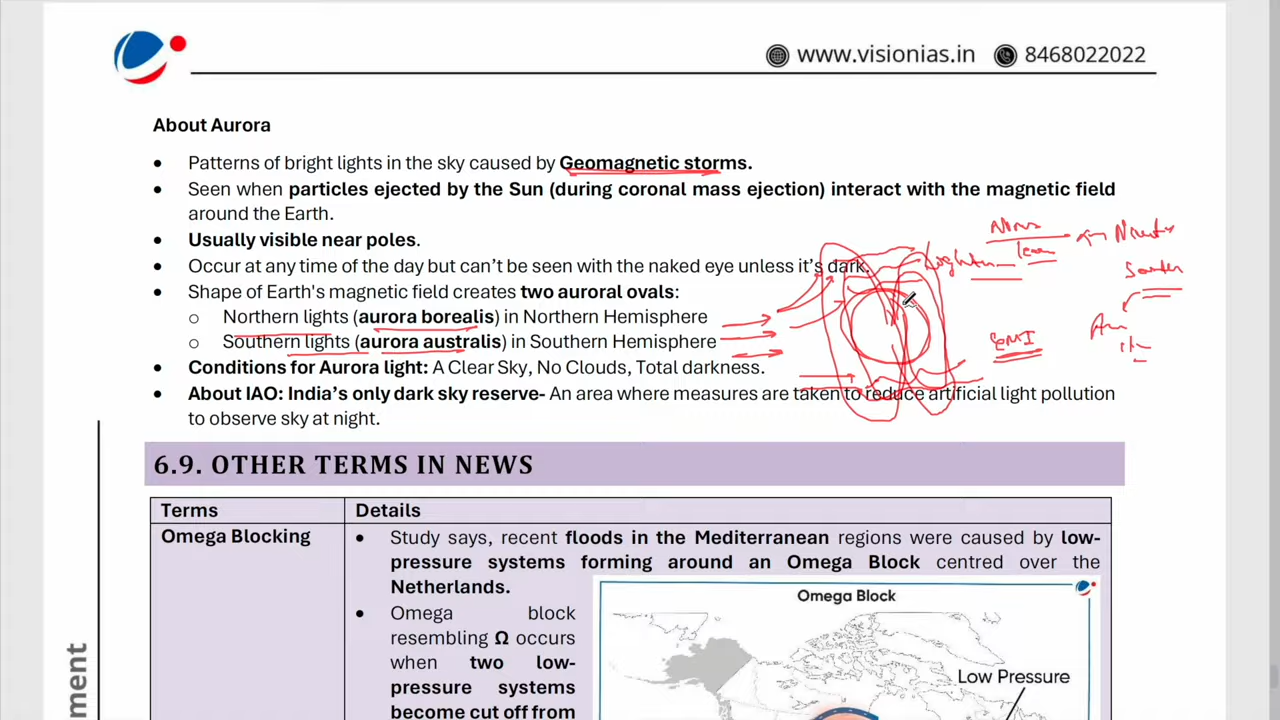 www.visionias.in 8468022022
About Aurora
• Patterns of bright lights in the sky caused by Geomagnetic storms.
• Seen when particles ejected by the Sun (during coronal mass ejection) interact with the magnetic field
around the Earth.
• Usually visible near poles.
• Occur at any time of the day but can't be seen with the naked eye unless it's dark.
• Shape of Earth's magnetic field creates two auroral ovals:
o Northern lights (aurora borealis) in Northern Hemisphere
o Southern lights (aurora australis) in Southern Hemisphere
• Conditions for Aurora light: A Clear Sky, No Clouds, Total darkness.
• About IAO: India's only dark sky reserve- An area where measures are taken to reduce artificial light pollution
to observe sky at night.
6.9. OTHER TERMS IN NEWS
Terms Details
Omega Blocking • Study says, recent floods in the Mediterranean regions were caused by low-
pressure systems forming around an Omega Block centred over the
Netherlands.
• Omega block
resembling Ω occurs
when two low-
pressure systems
become cut off from
Omega Block
Low Pressure
ment